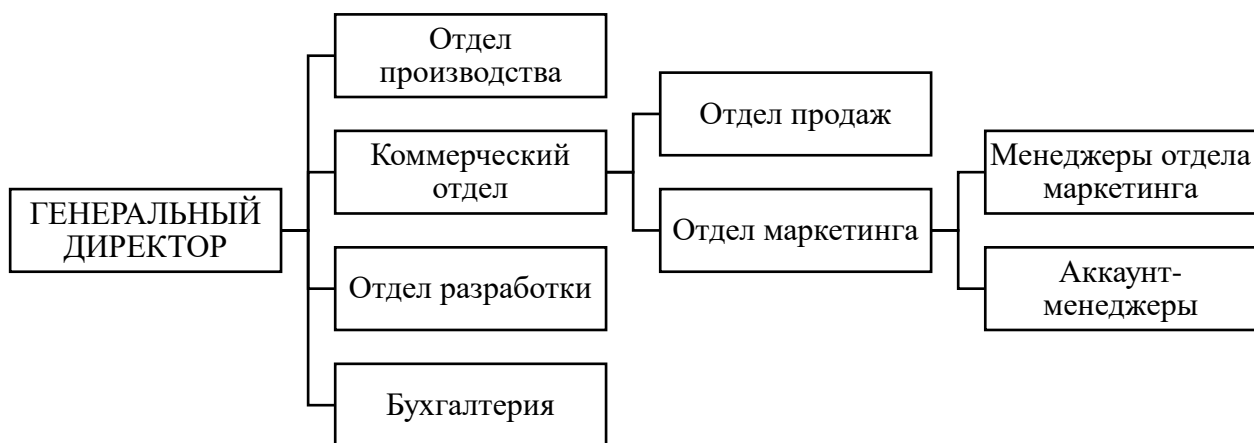 ГЕНЕРАЛЬНЫЙ
ДИРЕКТОР
Отдел
производства
Коммерческий
отдел
Отдел разработки
Бухгалтерия
Отдел продаж
Отдел маркетинга
Менеджеры отдела
маркетинга
Аккаунт-
менеджеры